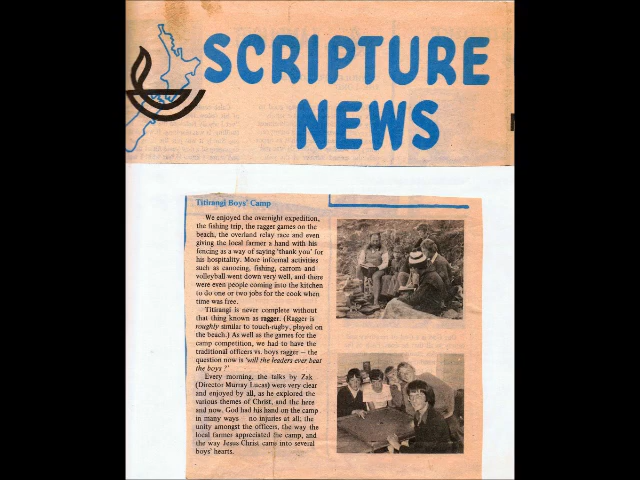 SCRIPTURE
NEWS
Titirangi Boys' Camp
We enjoyed the overnight expedition,
the fishing trip, the ragger games on the
beach, the overland relay race and even
giving the local farmer a hand with his
fencing as a way of saying 'thank you' for
his hospitality. More informal activities
such as canoeing, fishing, carrom and
volleyball went down very well, and there
were even people coming into the kitchen
to do one or two jobs for the cook when
time was free.
Titirangi is never complete without
that thing known as ragger. (Ragger is
roughly similar to touch-rugby, played on
the beach.) As well as the games for the
camp competition, we had to have the
traditional officers vs. boys ragger – the
question now is 'will the leaders ever beat
the boys?'
Every morning, the talks by Zak
(Director Murray Lucas) were very clear
and enjoyed by all, as he explored the
various themes of Christ, and the here
and now. God had his hand on the camp
in many ways – no injuries at all, the
unity amongst the officers, the way the
local farmer appreciated the camp, and
the way Jesus Christ came into several
boys' hearts.